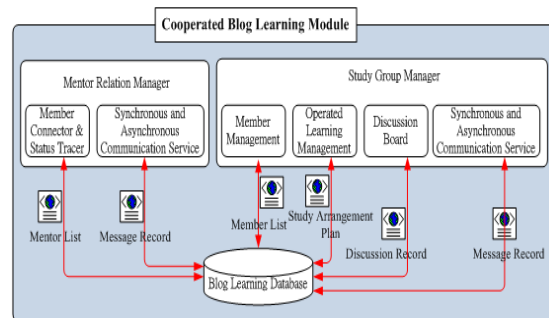 Cooperated Blog Learning Module
Mentor Relation Manager
Study Group Manager
Member
Connector &
Status Tracer
Synchronous and
Asynchronous
Communication Service
Member
Management
Operated
Learning
Management
Discussion
Board
Synchronous and
Asynchronous
Communication Service
Mentor List
Message Record
Member List
Study Arrangement
Plan
Discussion Record
Message Record
Blog Learning Database